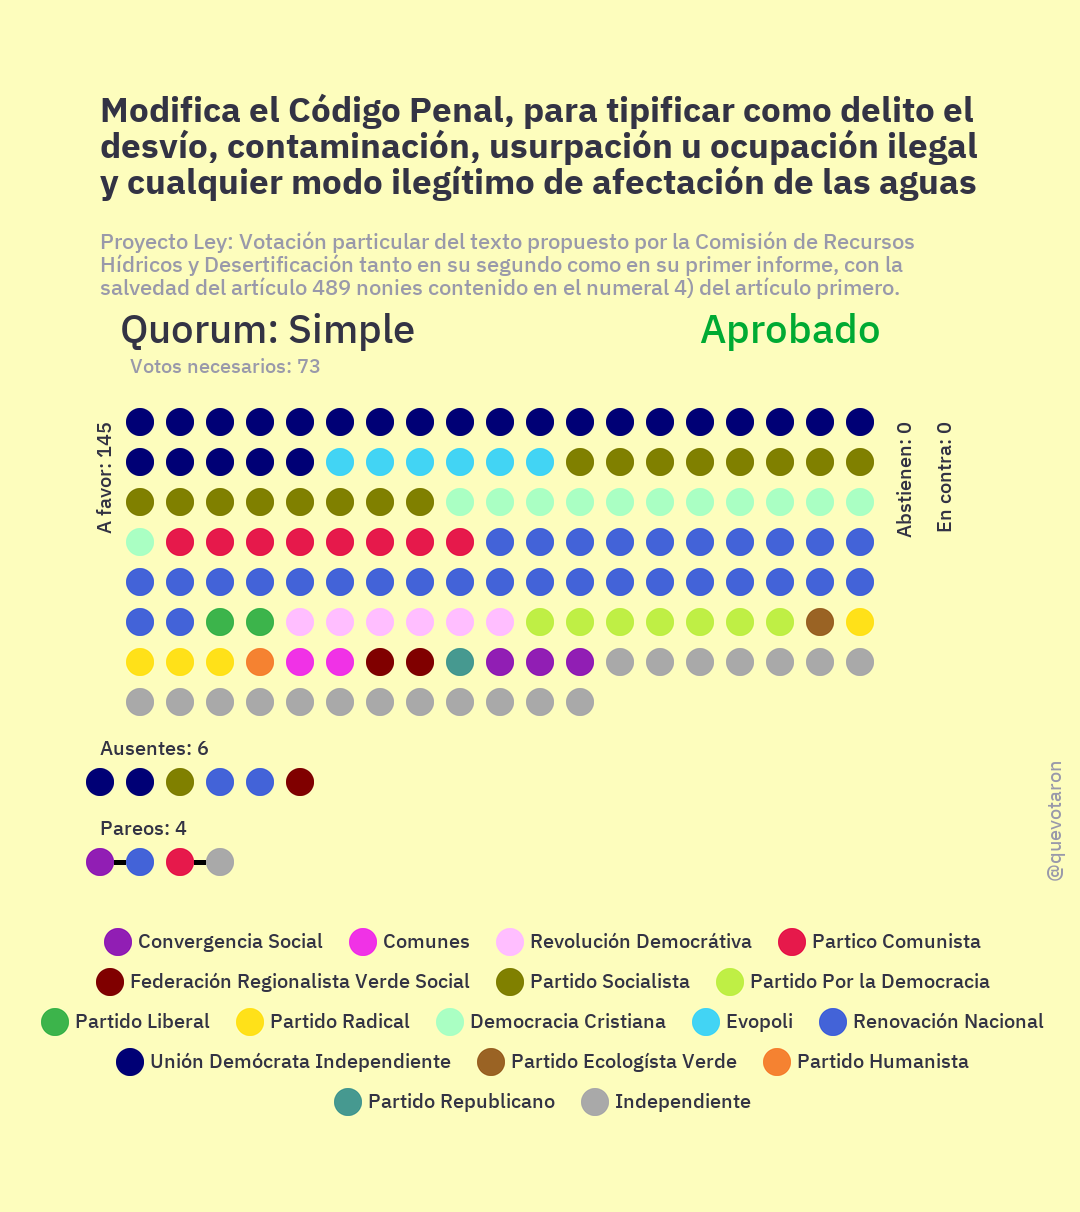 Modifica el Código Penal, para tipificar como delito el
desvío, contaminación, usurpación u ocupación ilegal
y cualquier modo ilegítimo de afectación de las aguas
Proyecto Ley: Votación particular del texto propuesto por la Comisión de Recursos
Hídricos y Desertificación tanto en su segundo como en su primer informe, con la
salvedad del artículo 489 nonies contenido en el numeral 4) del artículo primero.
Quorum: Simple
Aprobado
Votos necesarios: 73
A favor: 145
Abstienen: 0
En contra: 0
Ausentes: 6
Pareos: 4
@quevotaron
Convergencia Social Comunes Revolución Democrátiva Partico Comunista
Federación Regionalista Verde Social Partido Socialista Partido Por la Democracia
Partido Liberal Partido Radical Democracia Cristiana Evopoli Renovación Nacional
Unión Demócrata Independiente Partido Ecologísta Verde Partido Humanista
Partido Republicano Independiente